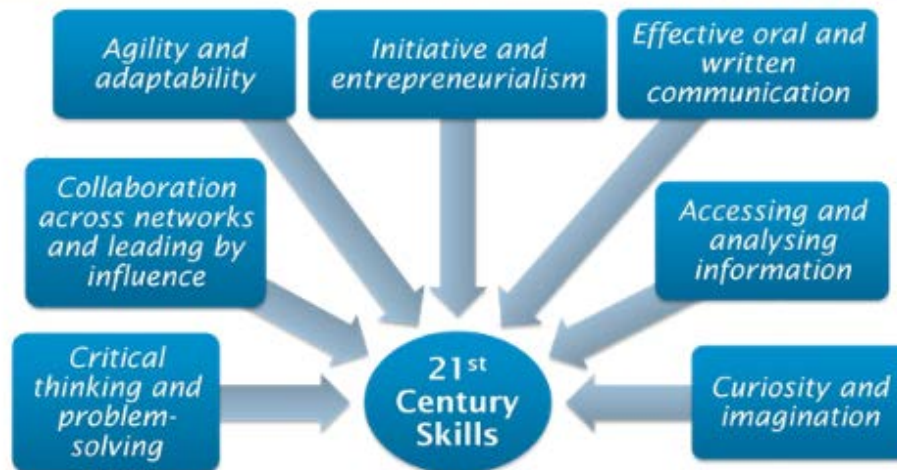 Agility and
adaptability
Initiative and
entrepreneurialism
Effective oral and
written
communication
Collaboration
across networks
and leading by
influence
Accessing and
analysing
information
Critical
thinking and
problem-
solving
21st
Century
Skills
Curiosity and
imagination